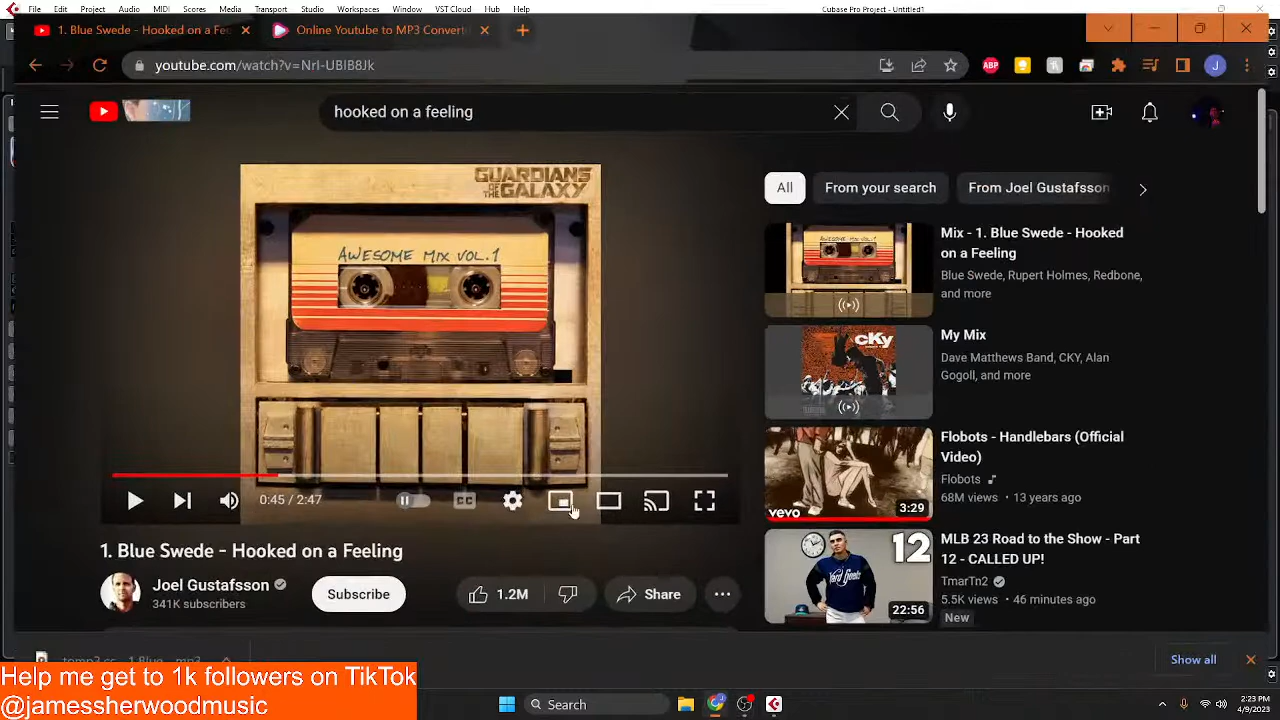 File Edit Project Audio MIDI Scores Media Transport Studio Workspaces Window VST Cloud Hub Help Cubase Pro Project - Untitled1
1. Blue Swede - Hooked on a Fee
Online Youtube to MP3 Convert
youtube.com/watch?v=NrI-UBIB8Jk
ABP
J
hooked on a feeling
GUARDIANS
OF THE GALAXY
AWESOME MIX VOL.1
0:45 / 2:47
CC
1. Blue Swede - Hooked on a Feeling
Joel Gustafsson
341K subscribers
Subscribe
1.2M
Share
All
From your search
From Joel Gustafsson
Mix - 1. Blue Swede - Hooked
on a Feeling
Blue Swede, Rupert Holmes, Redbone,
and more
cKy
My Mix
Dave Matthews Band, CKY, Alan
Gogoll, and more
vevo
3:29
Flobots - Handlebars (Official
Video)
Flobots
68M views • 13 years ago
12
22:56
MLB 23 Road to the Show - Part
12 - CALLED UP!
TmarTn2
5.5K views • 46 minutes ago
New
Show all
Help me get to 1k followers on TikTok
@jamessherwoodmusic
Search
2:23 PM
4/9/2023